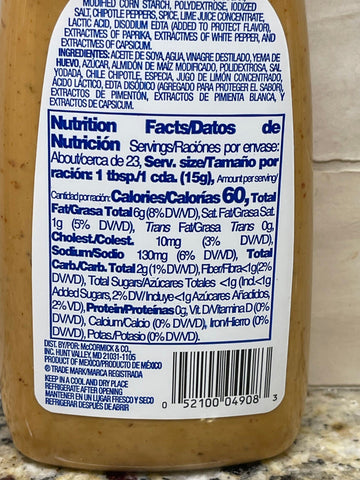 MODIFIED CORN STARCH, POLYDEXTROSE, IODIZED
SALT, CHIPOTLE PEPPERS, SPICE, LIME JUICE CONCENTRATE,
LACTIC ACID, DISODIUM EDTA (ADDED TO PROTECT FLAVOR),
EXTRACTIVES OF PAPRIKA, EXTRACTIVES OF WHITE PEPPER, AND
EXTRACTIVES OF CAPSICUM.
INGREDIENTES: ACEITE DE SOYA, AGUA, VINAGRE DESTILADO, YEMA DE
HUEVO, AZÚCAR, ALMIDÓN DE MAÍZ MODIFICADO, POLIDEXTROSA, SAL
YODADA, CHILE CHIPOTLE, ESPECIA, JUGO DE LIMÓN CONCENTRADO,
ÁCIDO LÁCTICO, EDTA DISÓDICO (AGREGADO PARA PROTEGER EL SABOR),
EXTRACTOS DE PIMENTÓN, EXTRACTOS DE PIMIENTA BLANCA, Y
EXTRACTOS DE CAPSICUM.
Nutrition Facts/Datos de
Nutrición Servings/Raciónes por envase:
About/cerca de 23, Serv. size/Tamaño por
ración: 1 tbsp./1 cda. (15g), Amount per serving/
Cantidad por ración: Calories/Calorías 60, Total
Fat/Grasa Total 6g (8% DV/VD), Sat. Fat/Grasa Sat.
1g (5% DV/VD), Trans Fat/Grasa Trans 0g,
Cholest./Colest. 10mg (3% DV/VD),
Sodium/Sodio 130mg (6% DV/VD), Total
Carb./Carb. Total 2g (1% DV/VD), Fiber/Fibra <1g (2%
DV/VD), Total Sugars/Azúcares Totales <1g (Incl. <1g
Added Sugars, 2% DV/Incluye <1g Azúcares Añadidos,
2% VD), Protein/Proteínas 0g, Vit. D/Vitamina D (0%
DV/VD), Calcium/Calcio (0% DV/VD), Iron/Hierro (0%
DV/VD), Potas/Potasio (0% DV/VD).
DIST. BY/POR: McCORMICK & CO.,
INC. HUNT VALLEY, MD 21031-1105
PRODUCT OF MEXICO/PRODUCTO DE MÉXICO
® TRADE MARK/MARCA REGISTRADA
KEEP IN A COOL AND DRY PLACE
REFRIGERATE AFTER OPENING
MANTENER EN UN LUGAR FRESCO Y SECO
REFRIGERAR DESPUÉS DE ABRIR
0 52100 04908 3